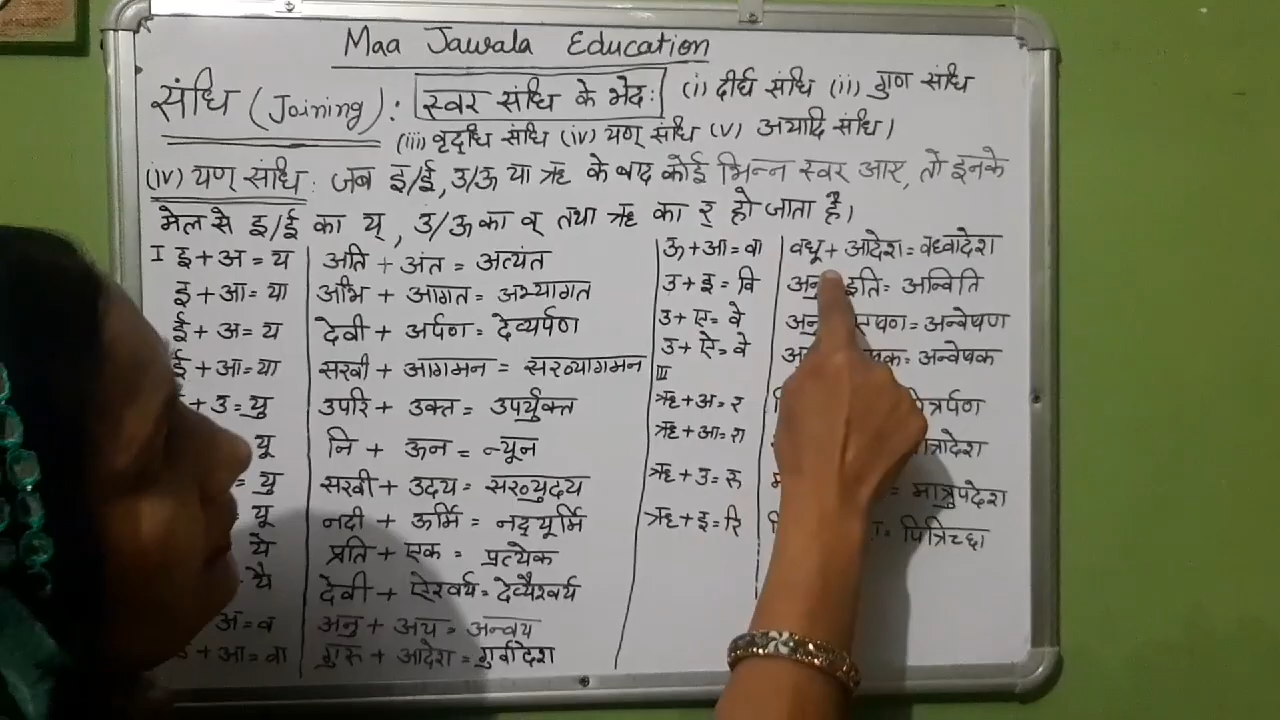 Maa Jawala Education
संधि (Joining): स्वर संधि के भेद: (i) दीर्घ संधि (ii) गुण संधि
(iii) वृद्धि संधि (iv) यण् संधि (v) अयादि संधि।
(iv) यण् संधि: जब इ/ई, उ/ऊ या ऋ के बाद कोई भिन्न स्वर आए, तो इनके
मेल से इ/ई का य्, उ/ऊ का व् तथा ऋ का र् हो जाता है।
I इ + अ = य अति + अंत = अत्यंत
इ + आ = या अभि + आगत = अभ्यागत
ई + अ = य देवी + अर्पण = देव्यर्पण
ई + आ = या सखी + आगमन = सख्यागमन
+ उ = यु उपरि + उक्त = उपर्युक्त
यू नि + ऊन = न्यून
= यु सखी + उदय = सख्युदय
यू नदी + ऊर्मि = नद्यूर्मि
ये प्रति + एक = प्रत्येक
यै देवी + ऐश्वर्य = देव्यैश्वर्य
अ = व अनु + अय = अन्वय
+ आ = वा गुरु + आदेश = गुर्वादेश
ऊ + आ = वा वधू + आदेश = वध्वादेश
उ + इ = वि अनु इति = अन्विति
उ + ए = वे अनु एषण = अन्वेषण
उ + ऐ = वे = अन्वेषक
III
ऋ + अ = र त्रर्पण
ऋ + आ = रा त्रादेश
ऋ + उ = रु = मात्रुपदेश
ऋ + इ = रि = पित्रिच्छा